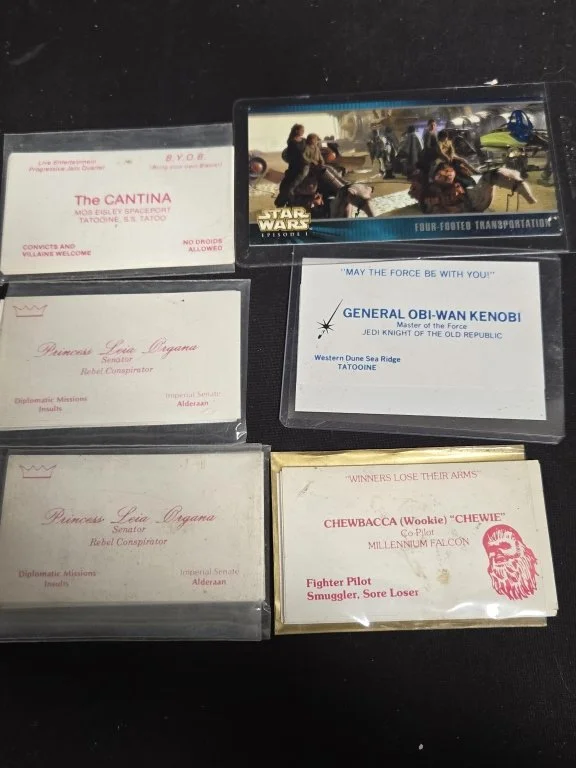 Live Entertainment
Progressive Jazz Quartet
B.Y.O.B.
(Bring your own Blaster)
The CANTINA
MOS EISLEY SPACEPORT
TATOOINE, S.S. TATOO
CONVICTS AND
VILLAINS WELCOME
NO DROIDS
ALLOWED
STAR
WARS
EPISODE I
FOUR-FOOTED TRANSPORTATION
Princess Leia Organa
Senator
Rebel Conspirator
Diplomatic Missions
Insults
Imperial Senate
Alderaan
"MAY THE FORCE BE WITH YOU!"
GENERAL OBI-WAN KENOBI
Master of the Force
JEDI KNIGHT OF THE OLD REPUBLIC
Western Dune Sea Ridge
TATOOINE
Princess Leia Organa
Senator
Rebel Conspirator
Diplomatic Missions
Insults
Imperial Senate
Alderaan
"WINNERS LOSE THEIR ARMS"
CHEWBACCA (Wookie) "CHEWIE"
Co-Pilot
MILLENNIUM FALCON
Fighter Pilot
Smuggler, Sore Loser